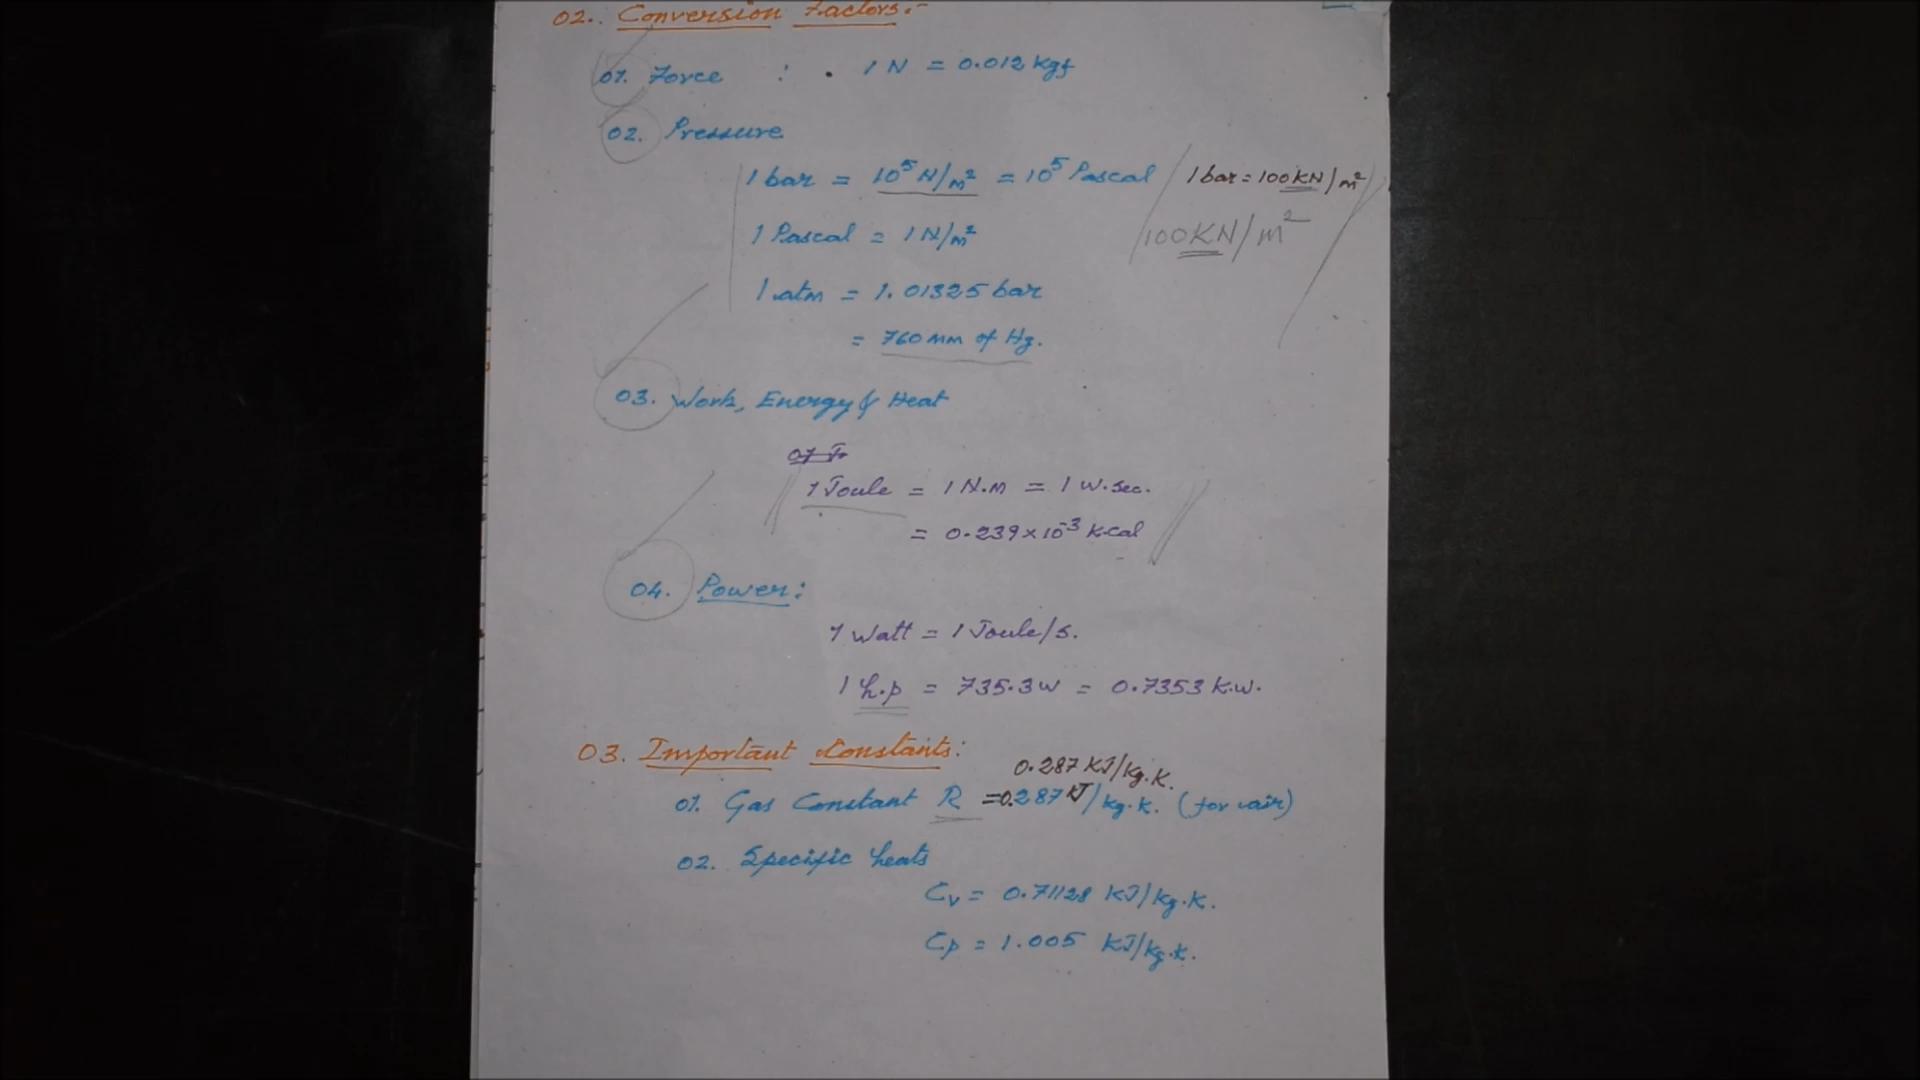 02. Conversion Factors:-
01. Force : 1 N = 0.012 kgf
02. Pressure
1 bar = 10⁵ N/m² = 10⁵ Pascal / 1 bar = 100 KN/m²
1 Pascal = 1 N/m² 100 KN/m²
1 atm = 1.01325 bar
= 760 mm of Hg.
03. Work, Energy & Heat
1 Joule = 1 N.m = 1 W.sec.
= 0.239 x 10⁻³ k.cal
04. Power:
1 Watt = 1 Joule/s.
1 h.p = 735.3 W = 0.7353 K.W.
03. Important Constants:
0.287 KJ/kg.K.
01. Gas Constant R = 0.287 KJ/kg.K. (for air)
02. Specific heats
Cv = 0.71128 KJ/kg.K.
Cp = 1.005 KJ/kg.K.